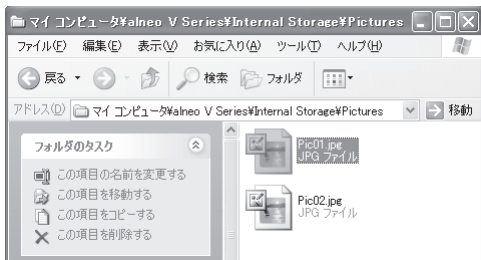 マイ コンピュータ¥alneo V Series¥Internal Storage¥Pictures
ファイル(F) 編集(E) 表示(V) お気に入り(A) ツール(T) ヘルプ(H)
戻る 検索 フォルダ
アドレス(D) マイ コンピュータ¥alneo V Series¥Internal Storage¥Pictures 移動
フォルダのタスク
この項目の名前を変更する
この項目を移動する
この項目をコピーする
この項目を削除する
Pic01.jpg
JPG ファイル
Pic02.jpg
JPG ファイル